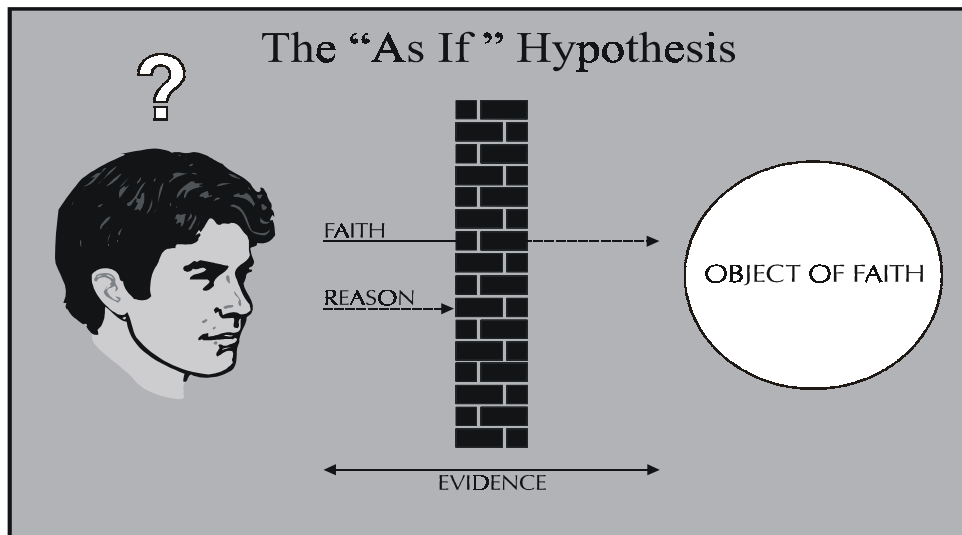 The “As If ” Hypothesis
?
FAITH
REASON
OBJECT OF FAITH
EVIDENCE